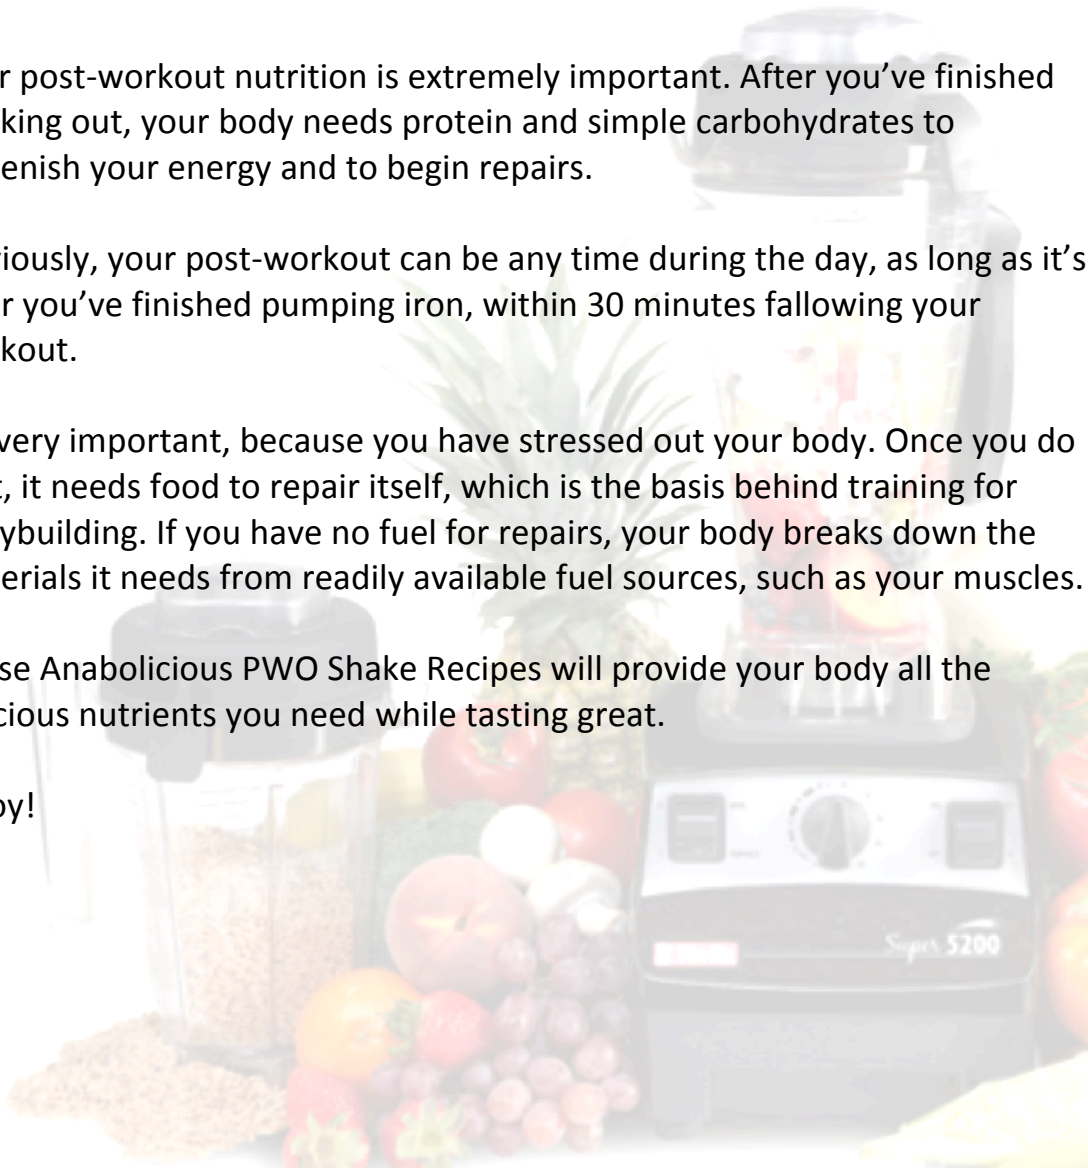 r post-workout nutrition is extremely important. After you’ve finished
king out, your body needs protein and simple carbohydrates to
enish your energy and to begin repairs.
iously, your post-workout can be any time during the day, as long as it’s
r you’ve finished pumping iron, within 30 minutes fallowing your
kout.
very important, because you have stressed out your body. Once you do
t, it needs food to repair itself, which is the basis behind training for
ybuilding. If you have no fuel for repairs, your body breaks down the
erials it needs from readily available fuel sources, such as your muscles.
se Anabolicious PWO Shake Recipes will provide your body all the
cious nutrients you need while tasting great.
oy!
Super 5200